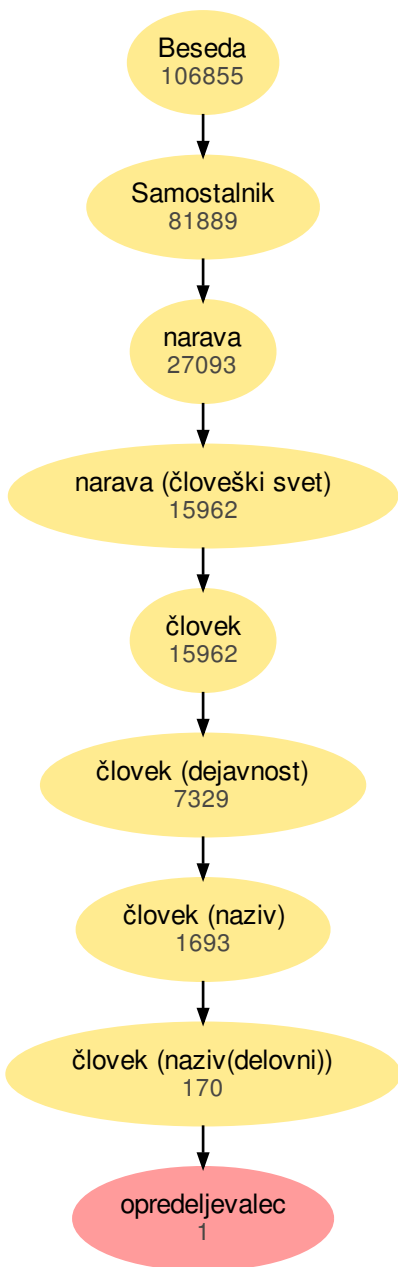 Beseda
106855
Samostalnik
81889
narava
27093
narava (človeški svet)
15962
človek
15962
človek (dejavnost)
7329
človek (naziv)
1693
človek (naziv(delovni))
170
opredeljevalec
1